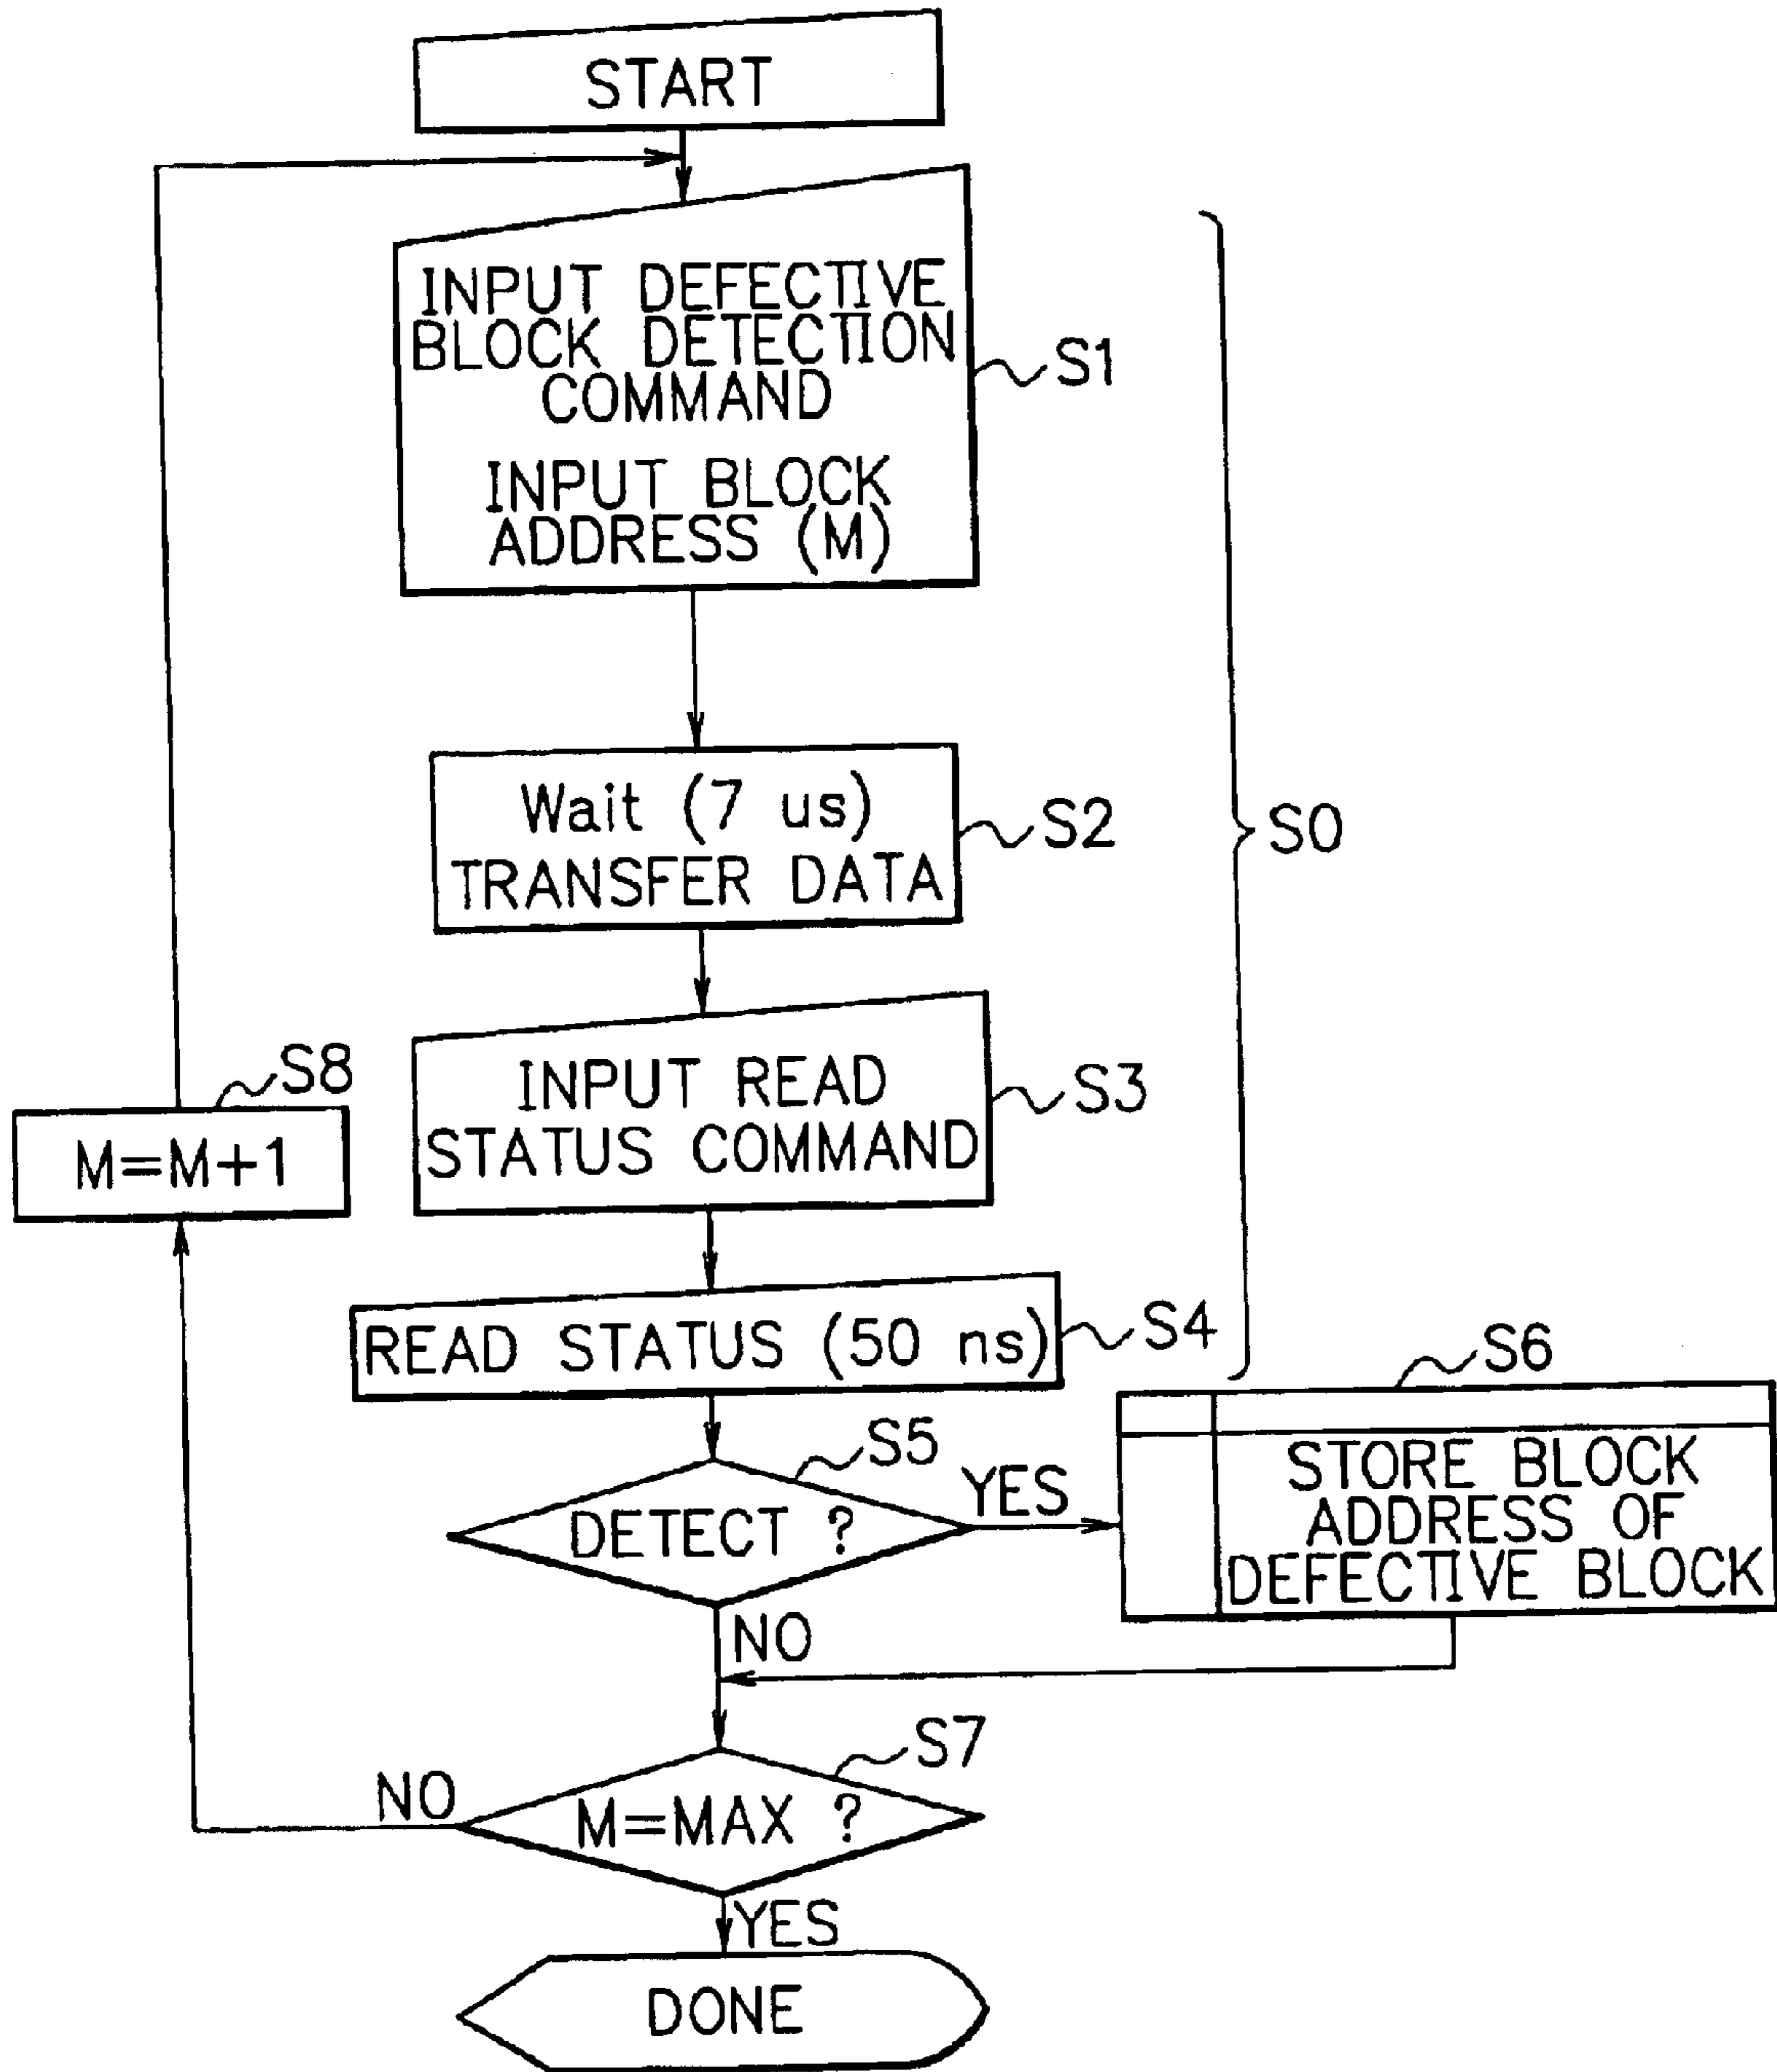 START
INPUT DEFECTIVE
BLOCK DETECTION
COMMAND
INPUT BLOCK
ADDRESS (M)
S1
Wait (7 us)
TRANSFER DATA
S2
S0
INPUT READ
STATUS COMMAND
S3
S8
M=M+1
READ STATUS (50 ns)
S4
S6
STORE BLOCK
ADDRESS OF
DEFECTIVE BLOCK
S5
DETECT ?
YES
NO
S7
M=MAX ?
NO
YES
DONE